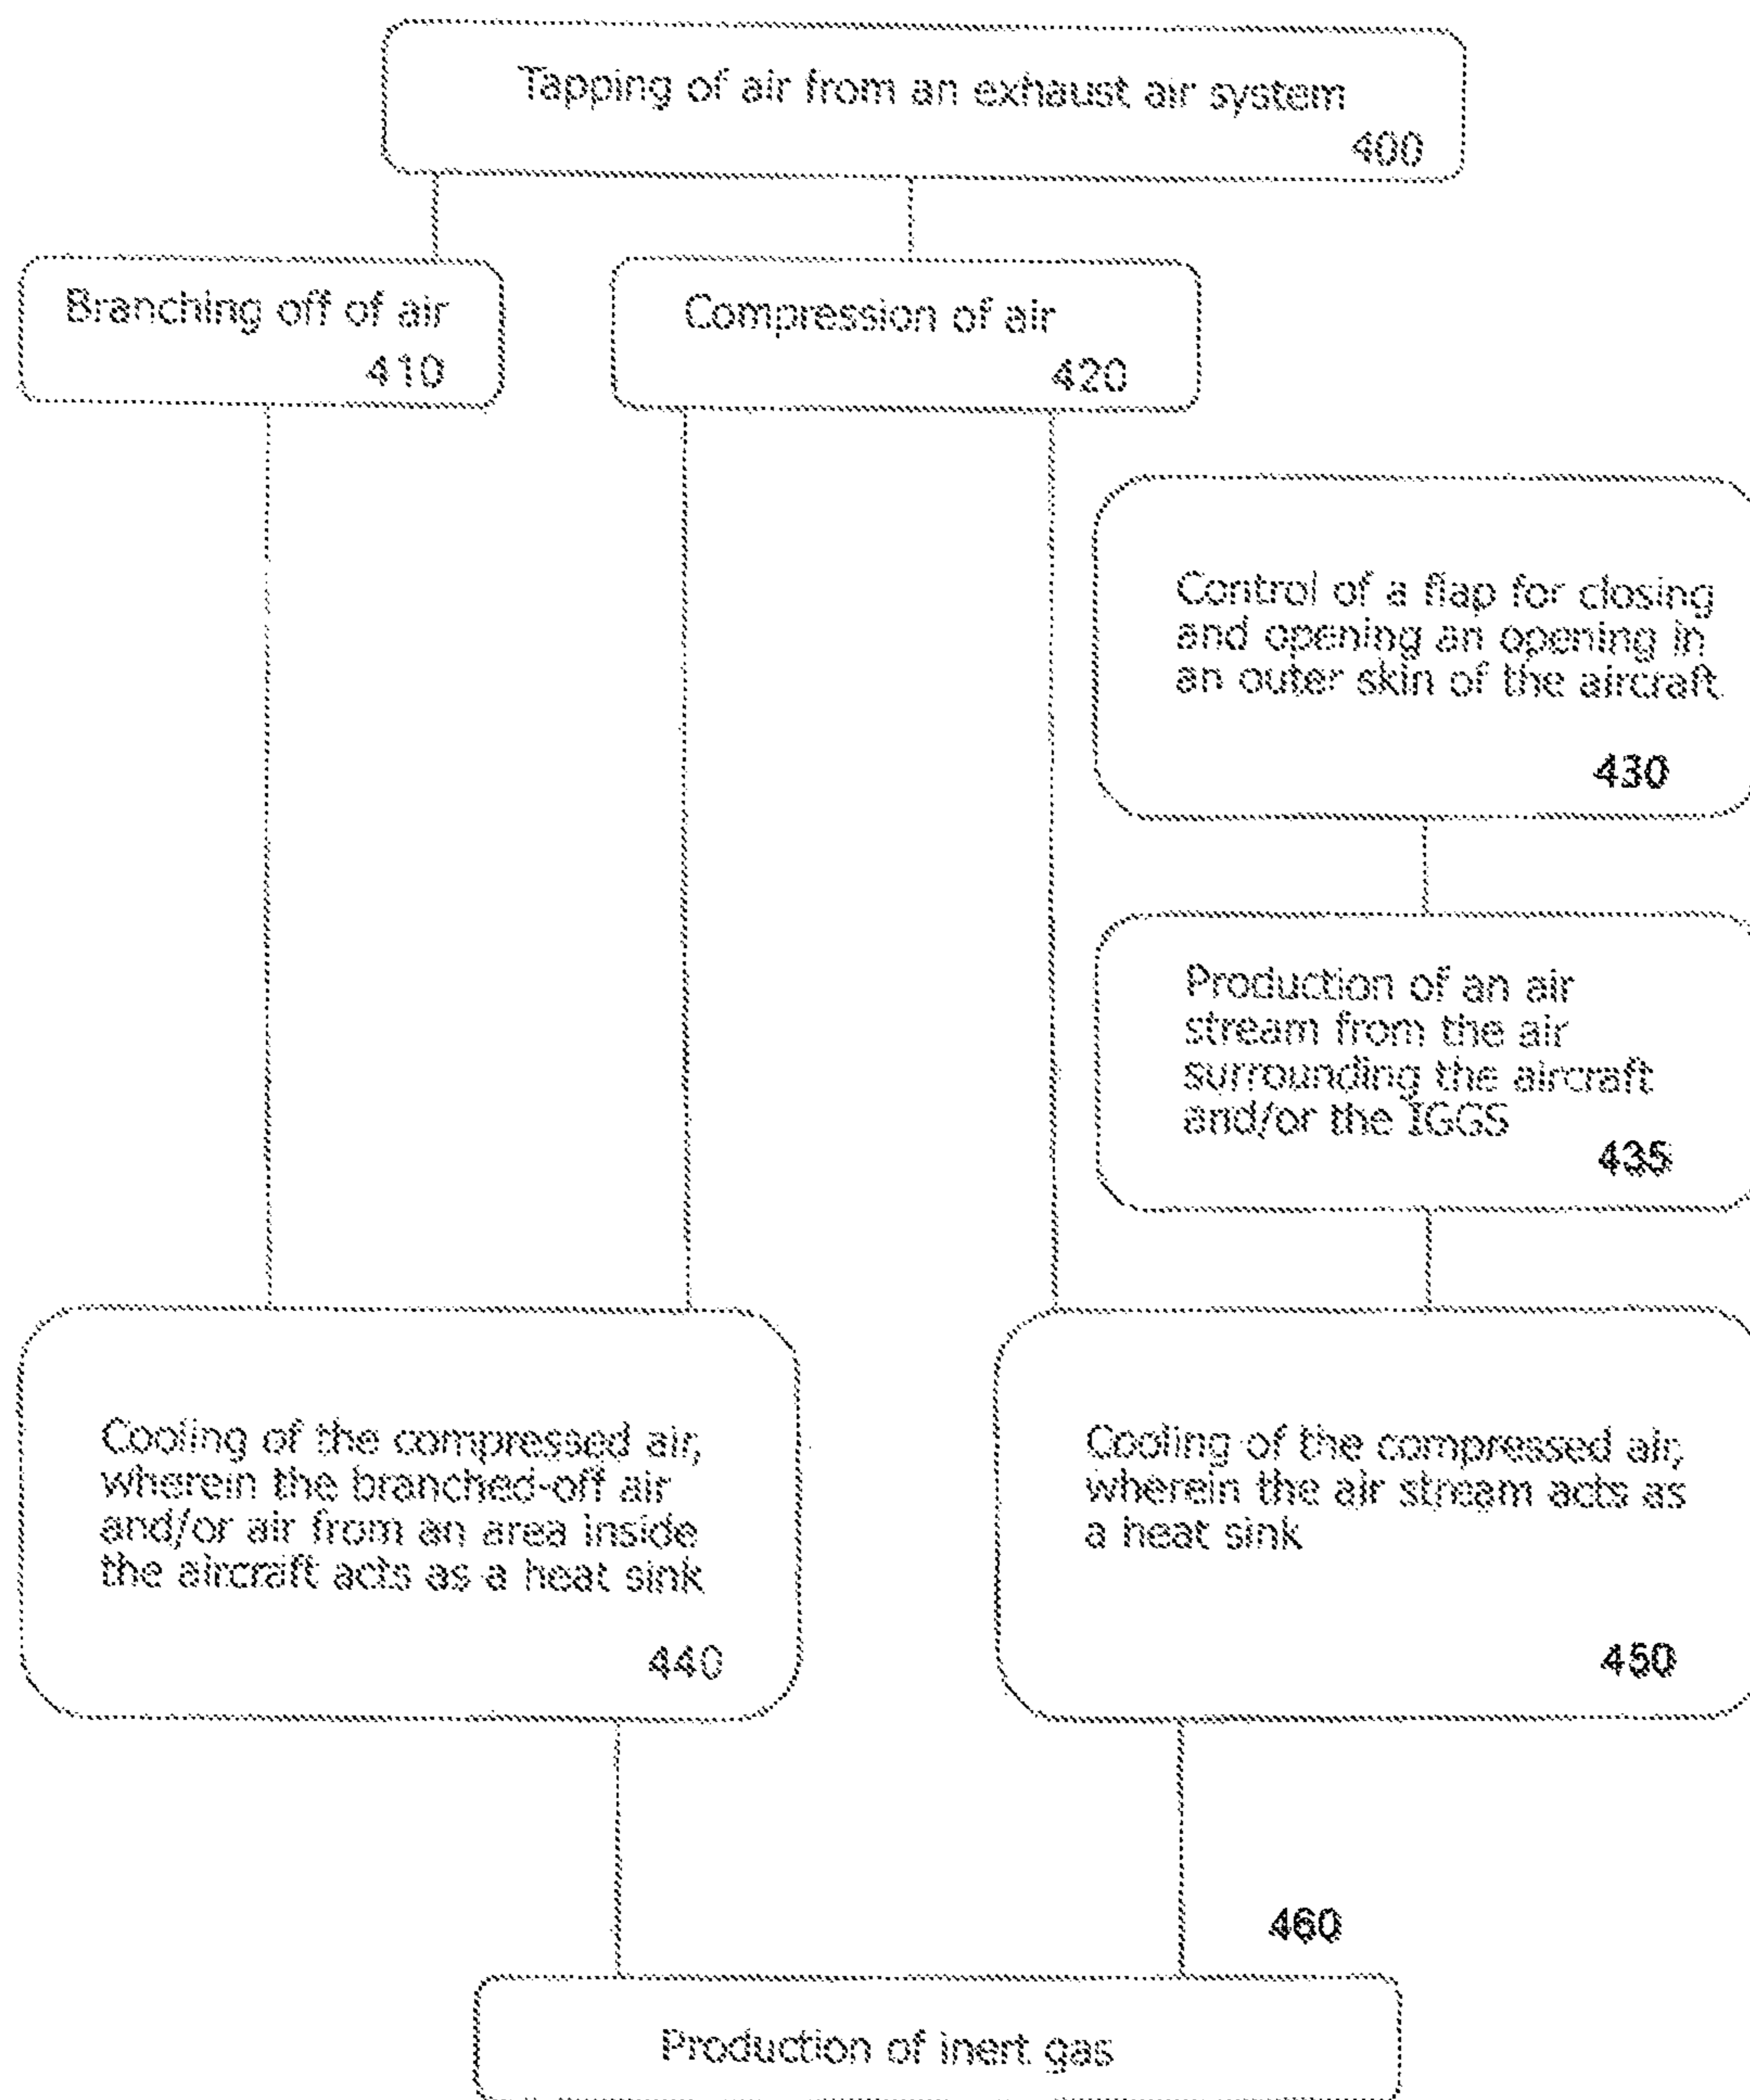 Tapping of air from an exhaust air system
400
Branching off of air
410
Compression of air
420
Control of a flap for closing
and opening an opening in
an outer skin of the aircraft
430
Production of an air
stream from the air
surrounding the aircraft
and/or the IGGS
435
Cooling of the compressed air,
wherein the branched-off air
and/or air from an area inside
the aircraft acts as a heat sink
440
Cooling of the compressed air,
wherein the air stream acts as
a heat sink
450
460
Production of inert gas